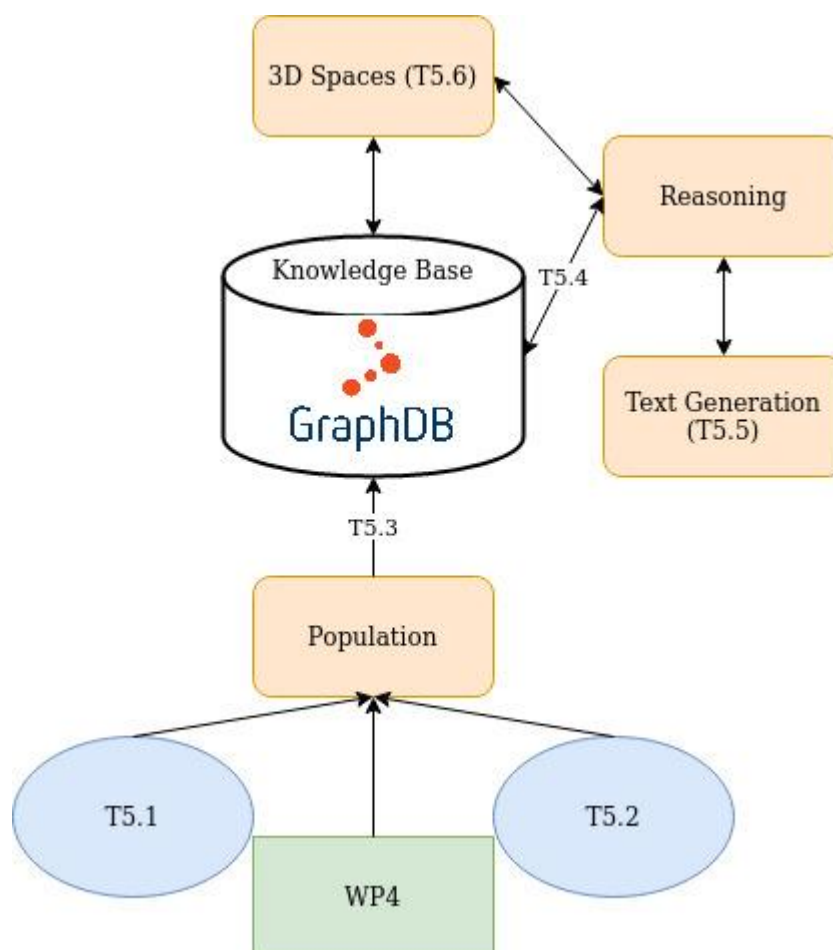 3D Spaces (T5.6)
Reasoning
Knowledge Base
T5.4
GraphDB
Text Generation
(T5.5)
T5.3
Population
T5.1
T5.2
WP4